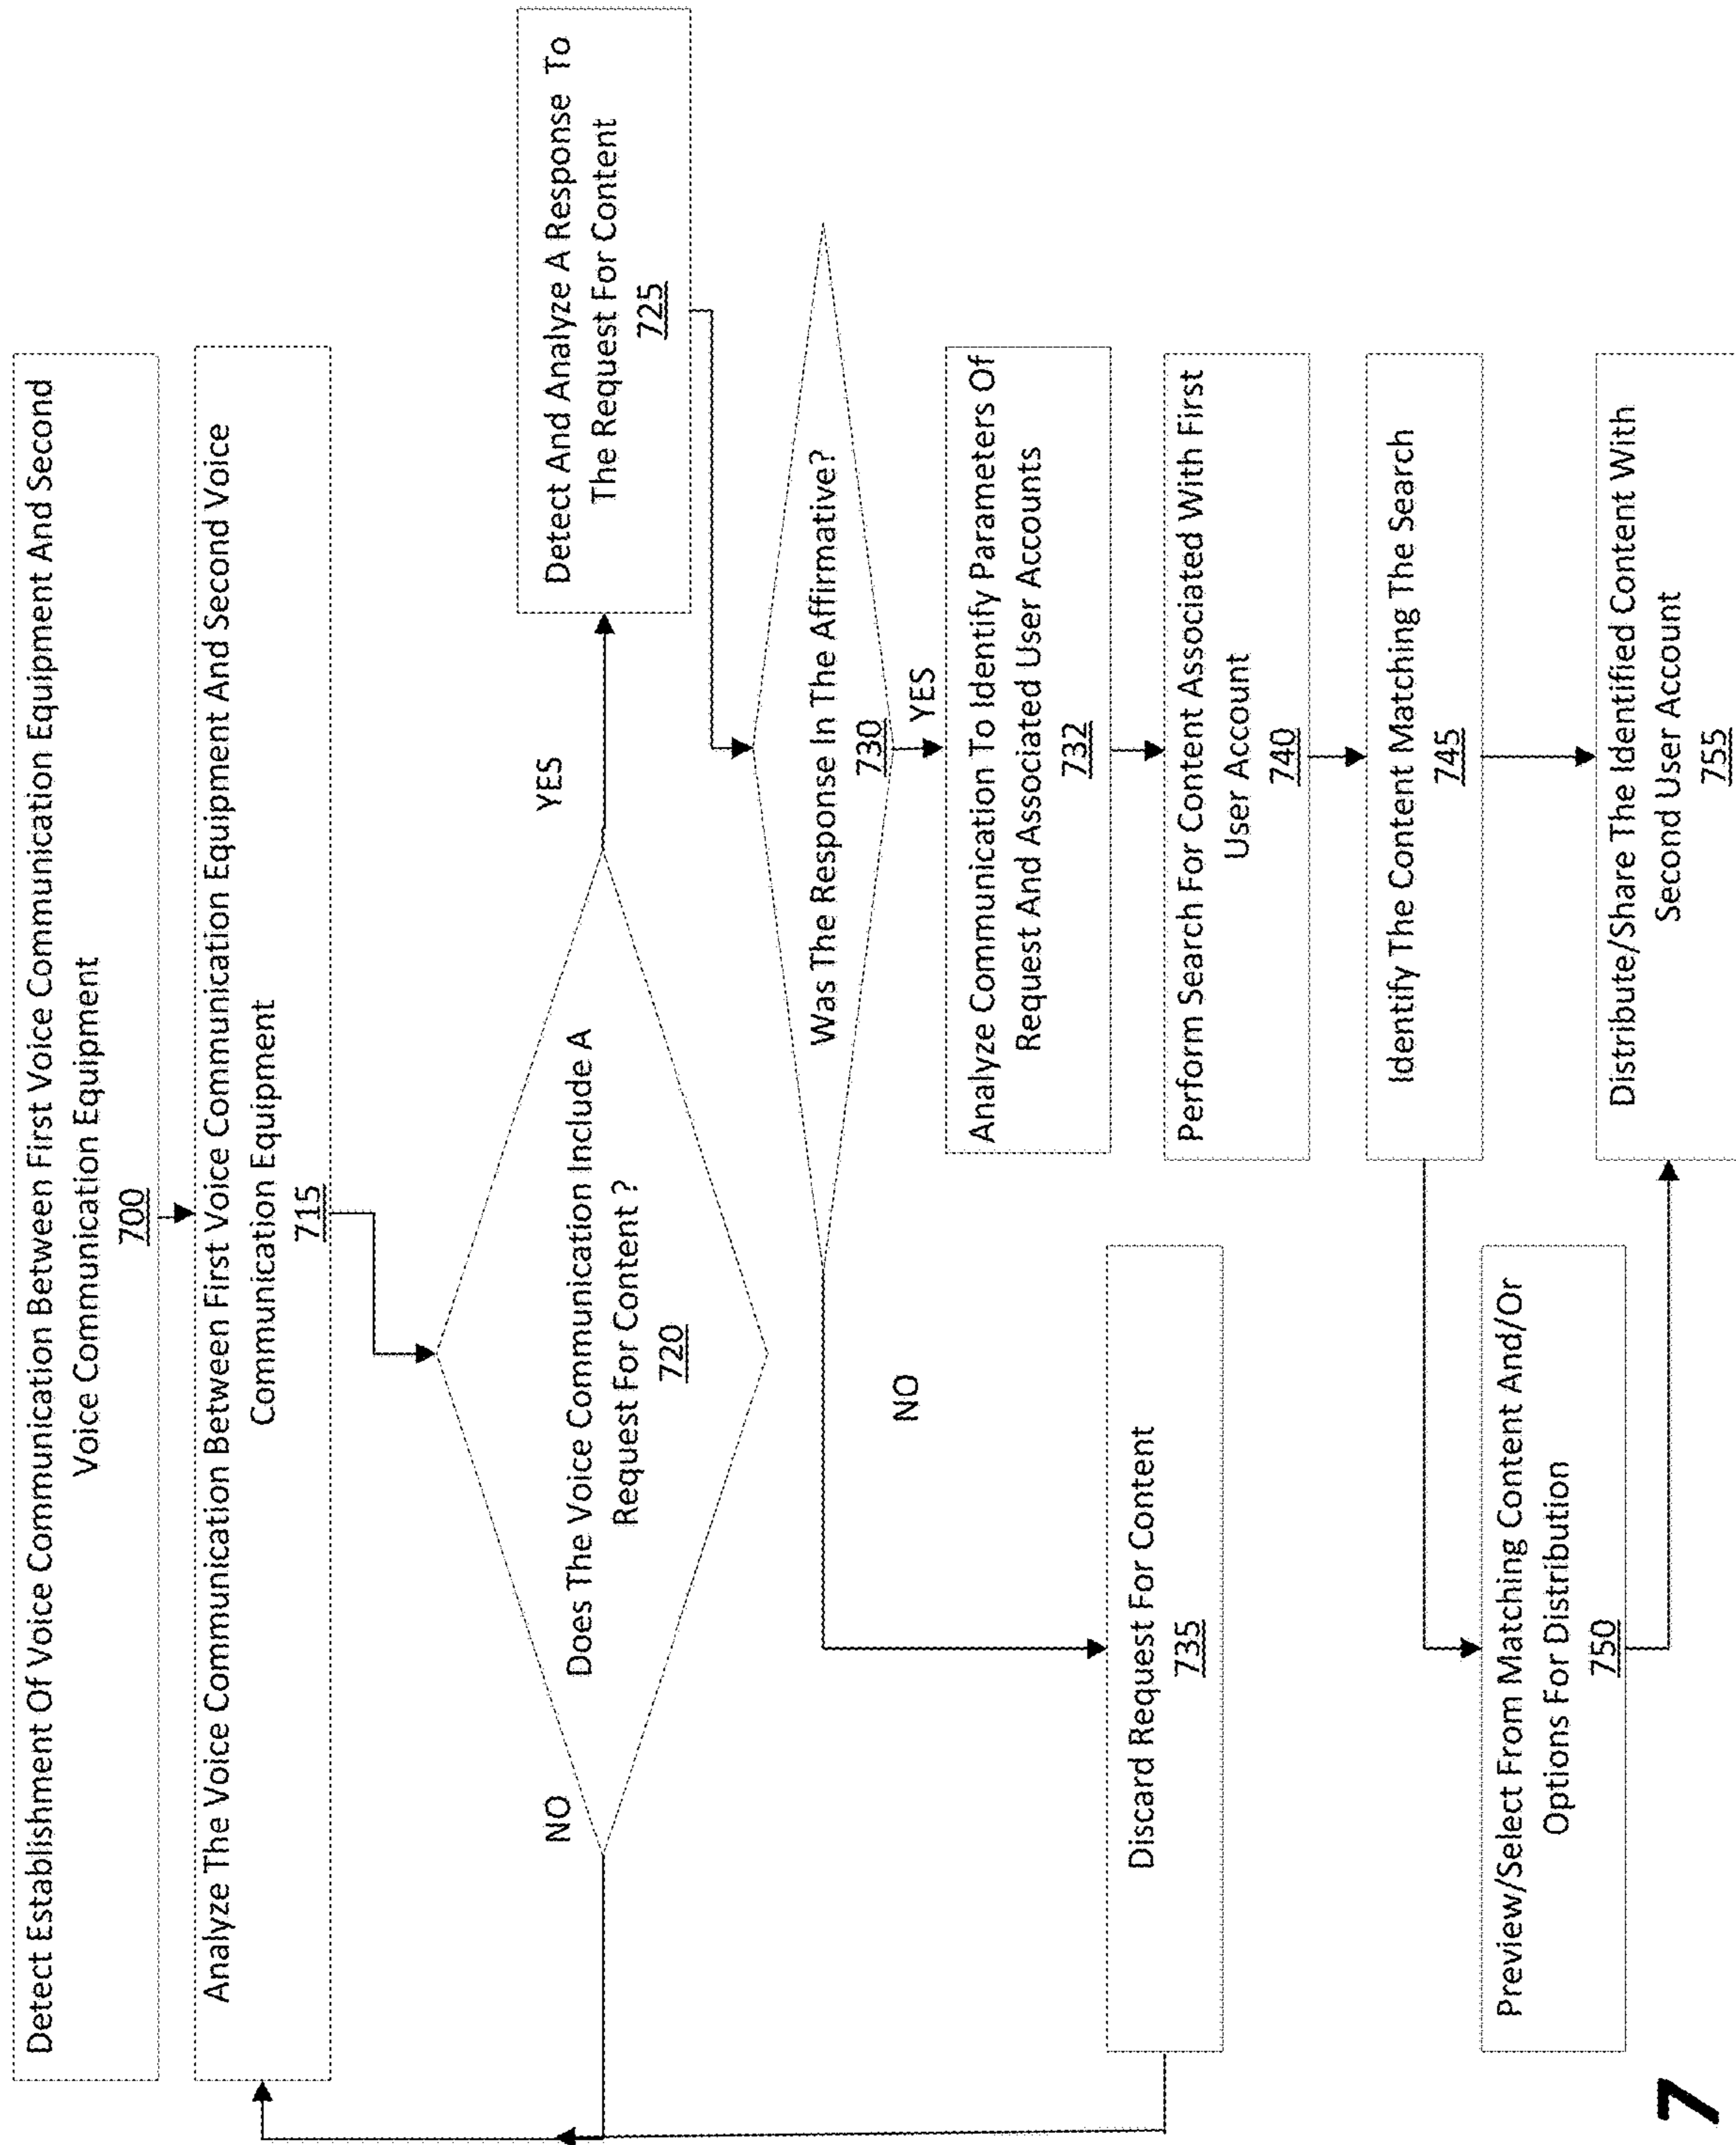 Detect Establishment Of Voice Communication Between First Voice Communication Equipment And Second
Voice Communication Equipment
700
Analyze The Voice Communication Between First Voice Communication Equipment And Second Voice
Communication Equipment
715
Does The Voice Communication Include A
Request For Content ?
720
NO
YES
Detect And Analyze A Response To
The Request For Content
725
Was The Response In The Affirmative?
730
NO
YES
Discard Request For Content
735
Analyze Communication To Identify Parameters Of
Request And Associated User Accounts
732
Perform Search For Content Associated With First
User Account
740
Identify The Content Matching The Search
745
Preview/Select From Matching Content And/Or
Options For Distribution
750
Distribute/Share The Identified Content With
Second User Account
755
7